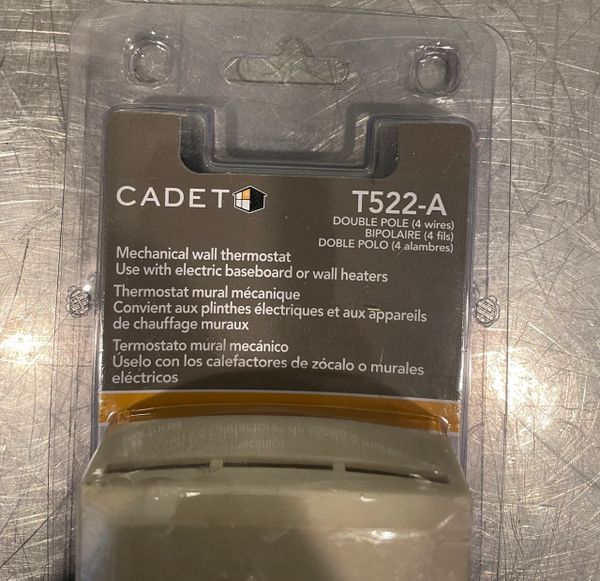 CADET
T522-A
DOUBLE POLE (4 wires)
BIPOLAIRE (4 fils)
DOBLE POLO (4 alambres)
Mechanical wall thermostat
Use with electric baseboard or wall heaters
Thermostat mural mécanique
Convient aux plinthes électriques et aux appareils
de chauffage muraux
Termostato mural mecánico
Úselo con los calefactores de zócalo o murales
eléctricos